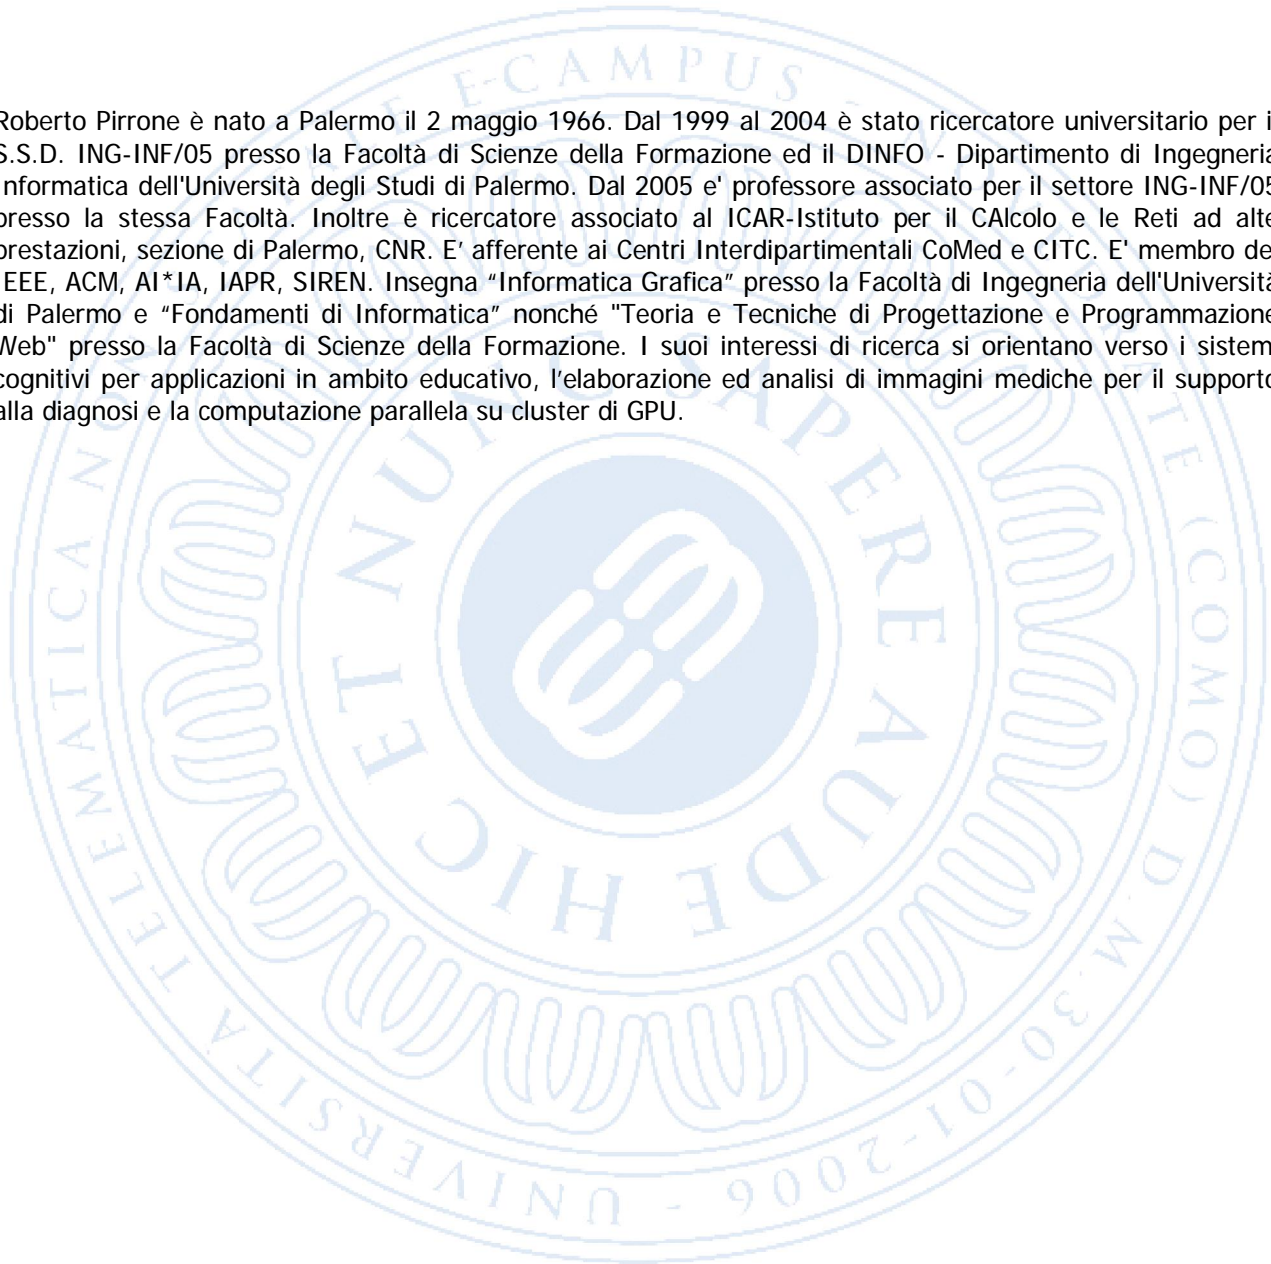 Roberto Pirrone è nato a Palermo il 2 maggio 1966. Dal 1999 al 2004 è stato ricercatore universitario per i
S.S.D. ING-INF/05 presso la Facoltà di Scienze della Formazione ed il DINFO - Dipartimento di Ingegneria
Informatica dell'Università degli Studi di Palermo. Dal 2005 e' professore associato per il settore ING-INF/05
presso la stessa Facoltà. Inoltre è ricercatore associato al ICAR-Istituto per il CAlcolo e le Reti ad alte
prestazioni, sezione di Palermo, CNR. E’ afferente ai Centri Interdipartimentali CoMed e CITC. E' membro de
IEEE, ACM, AI*IA, IAPR, SIREN. Insegna “Informatica Grafica” presso la Facoltà di Ingegneria dell'Università
di Palermo e “Fondamenti di Informatica” nonché "Teoria e Tecniche di Progettazione e Programmazione
Web" presso la Facoltà di Scienze della Formazione. I suoi interessi di ricerca si orientano verso i sistem
cognitivi per applicazioni in ambito educativo, l’elaborazione ed analisi di immagini mediche per il supporto
alla diagnosi e la computazione parallela su cluster di GPU.
UNIVERSITÀ TELEMATICA E-CAMPUS - (COMO) D.M. 30-01-2006 -
HIC ET NUNC SAPERE AUDE